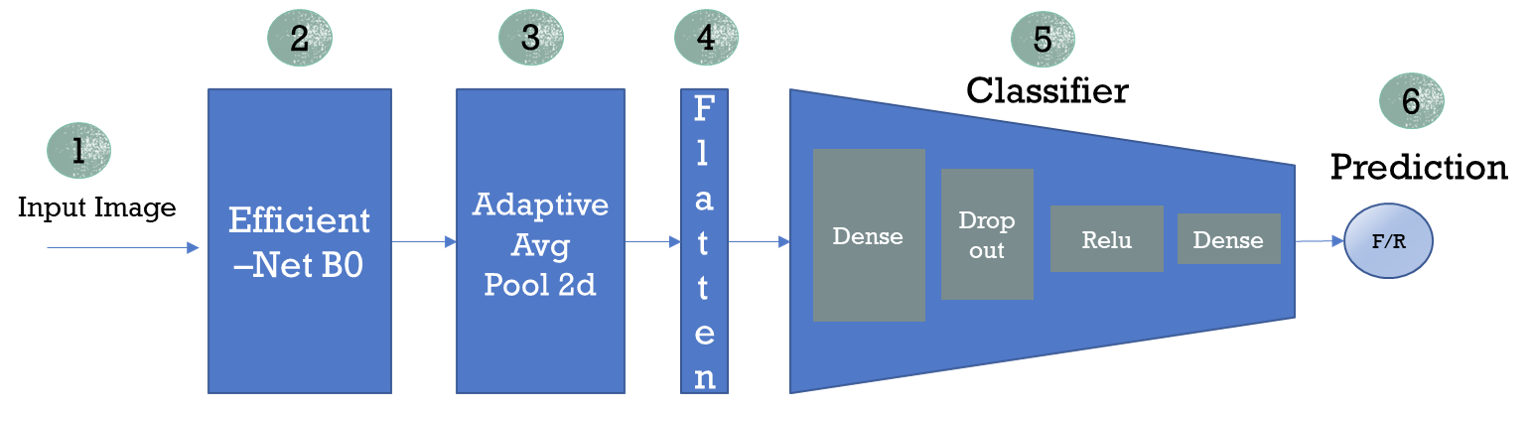 1
Input Image
2
Efficient
–Net B0
3
Adaptive
Avg
Pool 2d
4
F
l
a
t
t
e
n
5
Classifier
Dense
Drop
out
Relu
Dense
6
Prediction
F/R